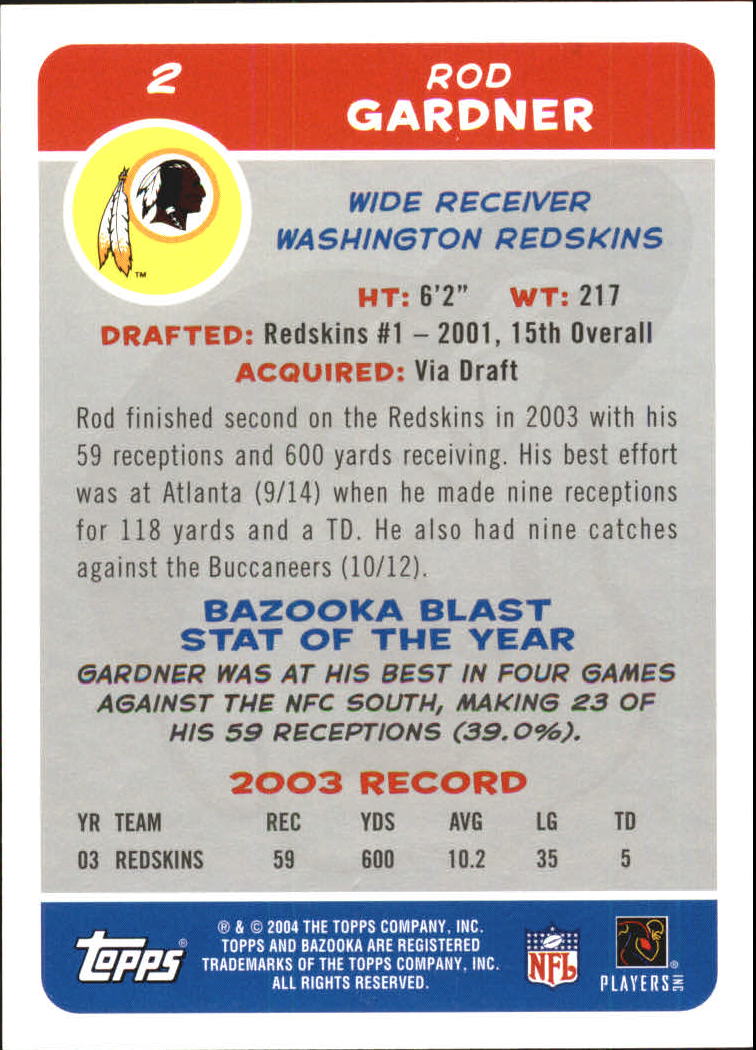 2
ROD
GARDNER
TM
WIDE RECEIVER
WASHINGTON REDSKINS
HT: 6'2" WT: 217
DRAFTED: Redskins #1 – 2001, 15th Overall
ACQUIRED: Via Draft
Rod finished second on the Redskins in 2003 with his
59 receptions and 600 yards receiving. His best effort
was at Atlanta (9/14) when he made nine receptions
for 118 yards and a TD. He also had nine catches
against the Buccaneers (10/12).
BAZOOKA BLAST
STAT OF THE YEAR
GARDNER WAS AT HIS BEST IN FOUR GAMES
AGAINST THE NFC SOUTH, MAKING 23 OF
HIS 59 RECEPTIONS (39.0%).
2003 RECORD
YR TEAM REC YDS AVG LG TD
03 REDSKINS 59 600 10.2 35 5
Topps®
® & © 2004 THE TOPPS COMPANY, INC.
TOPPS AND BAZOOKA ARE REGISTERED
TRADEMARKS OF THE TOPPS COMPANY, INC.
ALL RIGHTS RESERVED.
NFL
®
PLAYERS INC